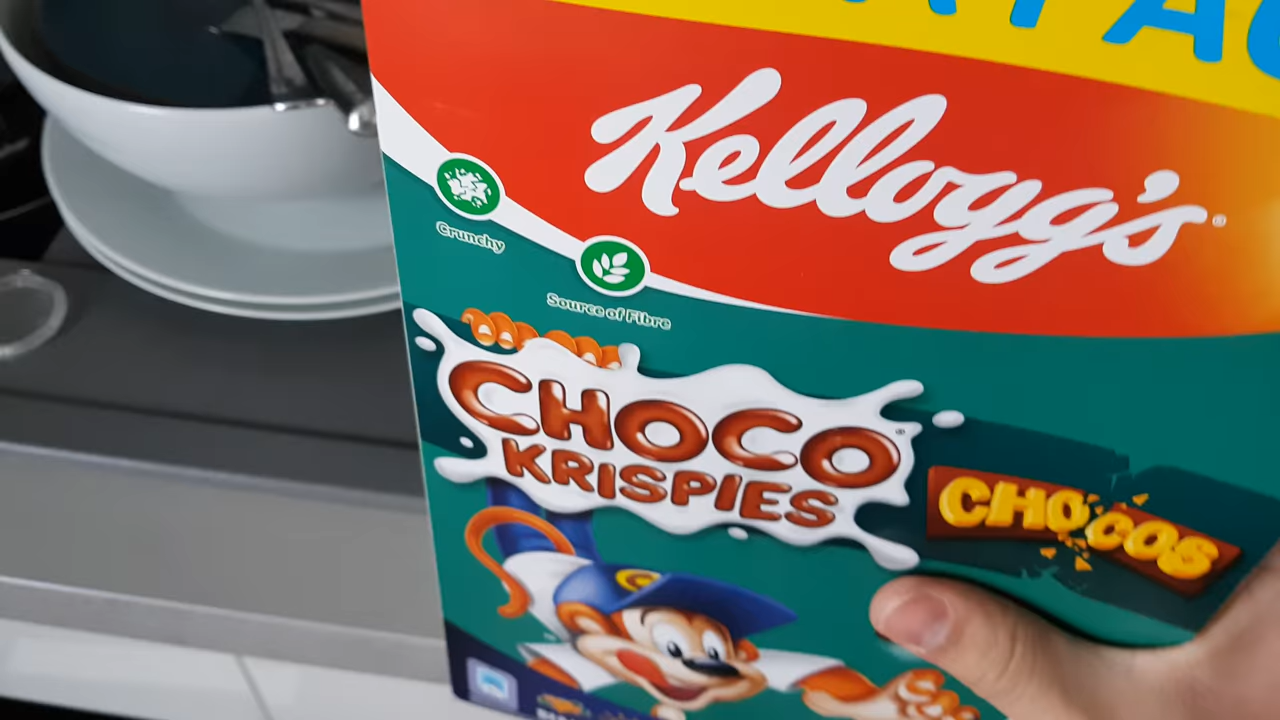 Kellogg's®
Crunchy
Source of Fibre
CHOCO
KRISPIES
CHOCOS